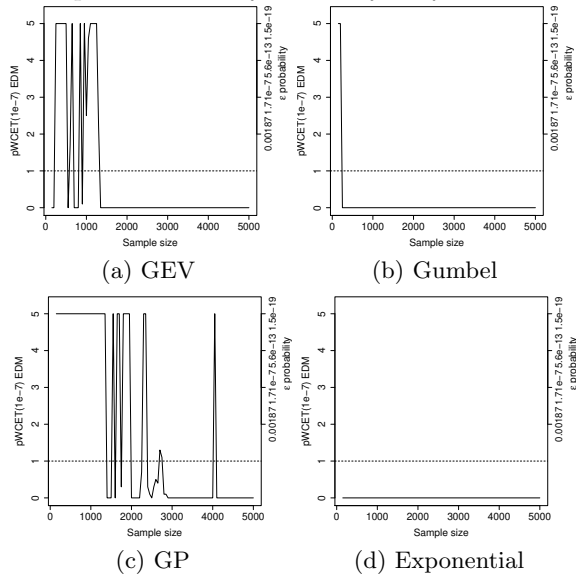 5
4
3
2
1
0
pWCET(1e−7) EDM
0.00187 1.71e−7 5.6e−13 1.5e−19
ε probability
0 1000 2000 3000 4000 5000
Sample size
(a) GEV
5
4
3
2
1
0
pWCET(1e−7) EDM
0.00187 1.71e−7 5.6e−13 1.5e−19
ε probability
0 1000 2000 3000 4000 5000
Sample size
(b) Gumbel
5
4
3
2
1
0
pWCET(1e−7) EDM
0.00187 1.71e−7 5.6e−13 1.5e−19
ε probability
0 1000 2000 3000 4000 5000
Sample size
(c) GP
5
4
3
2
1
0
pWCET(1e−7) EDM
0.00187 1.71e−7 5.6e−13 1.5e−19
ε probability
0 1000 2000 3000 4000 5000
Sample size
(d) Exponential